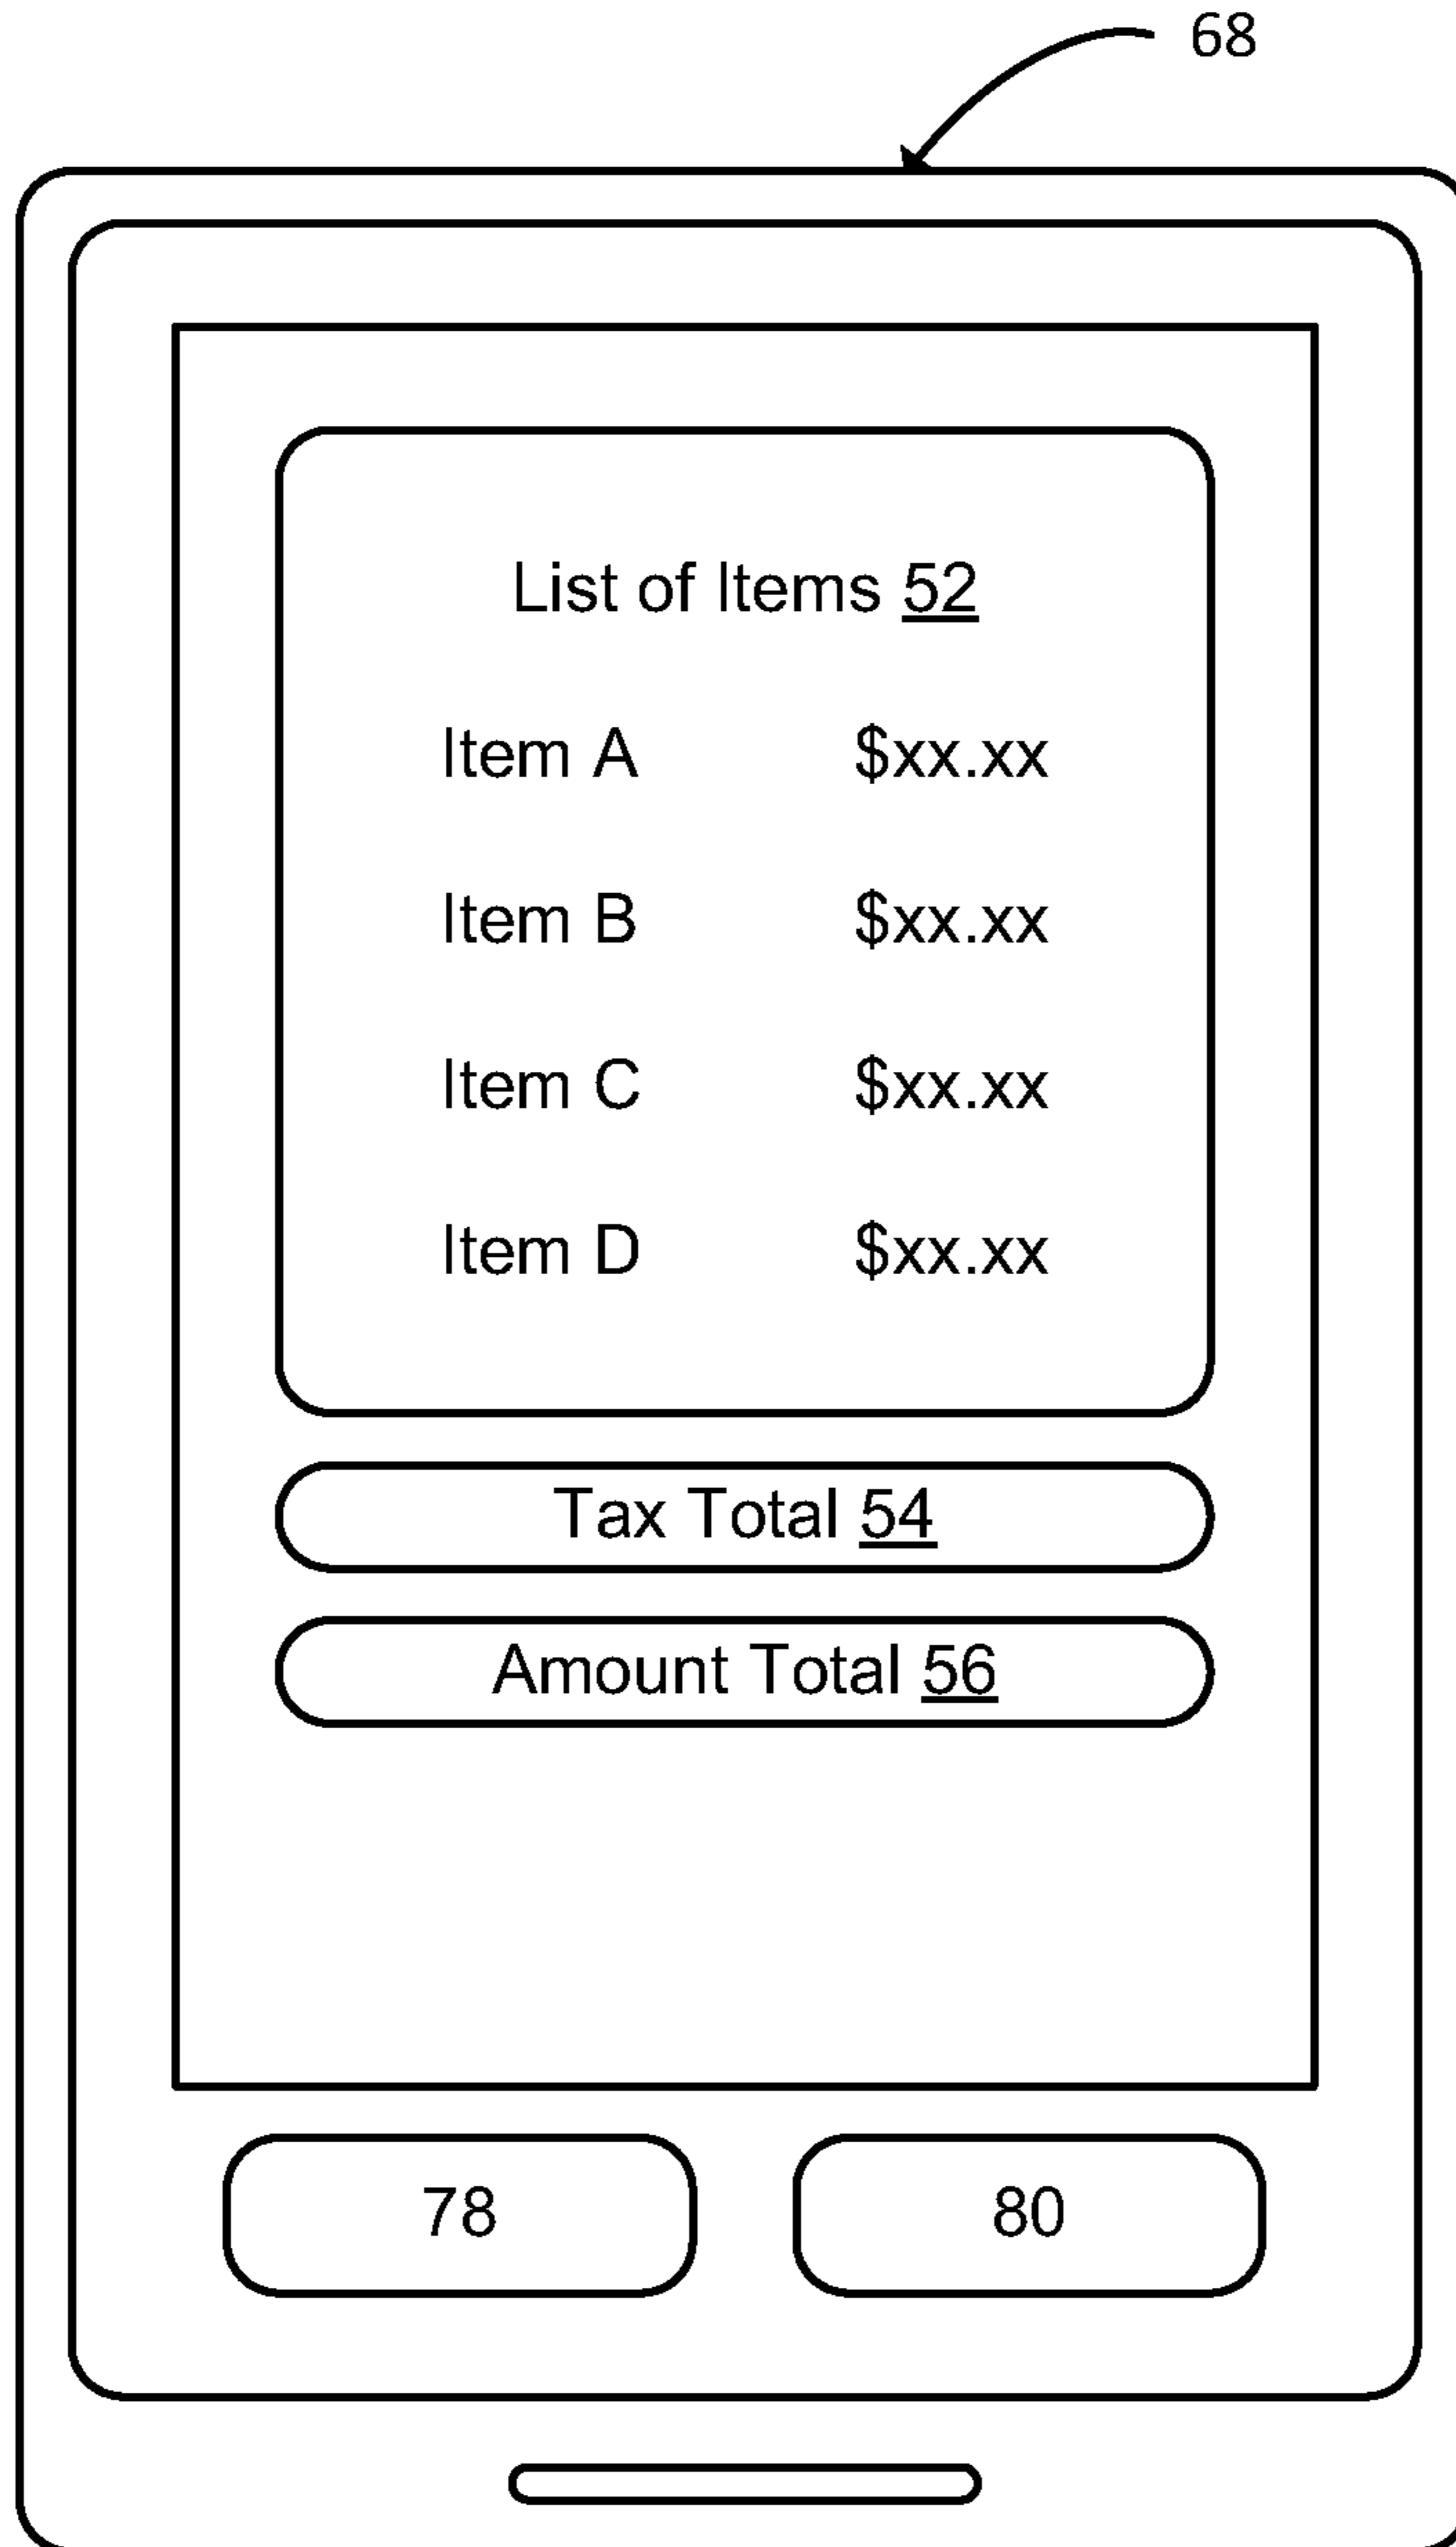 68
List of Items 52
Item A $xx.xx
Item B $xx.xx
Item C $xx.xx
Item D $xx.xx
Tax Total 54
Amount Total 56
78 80